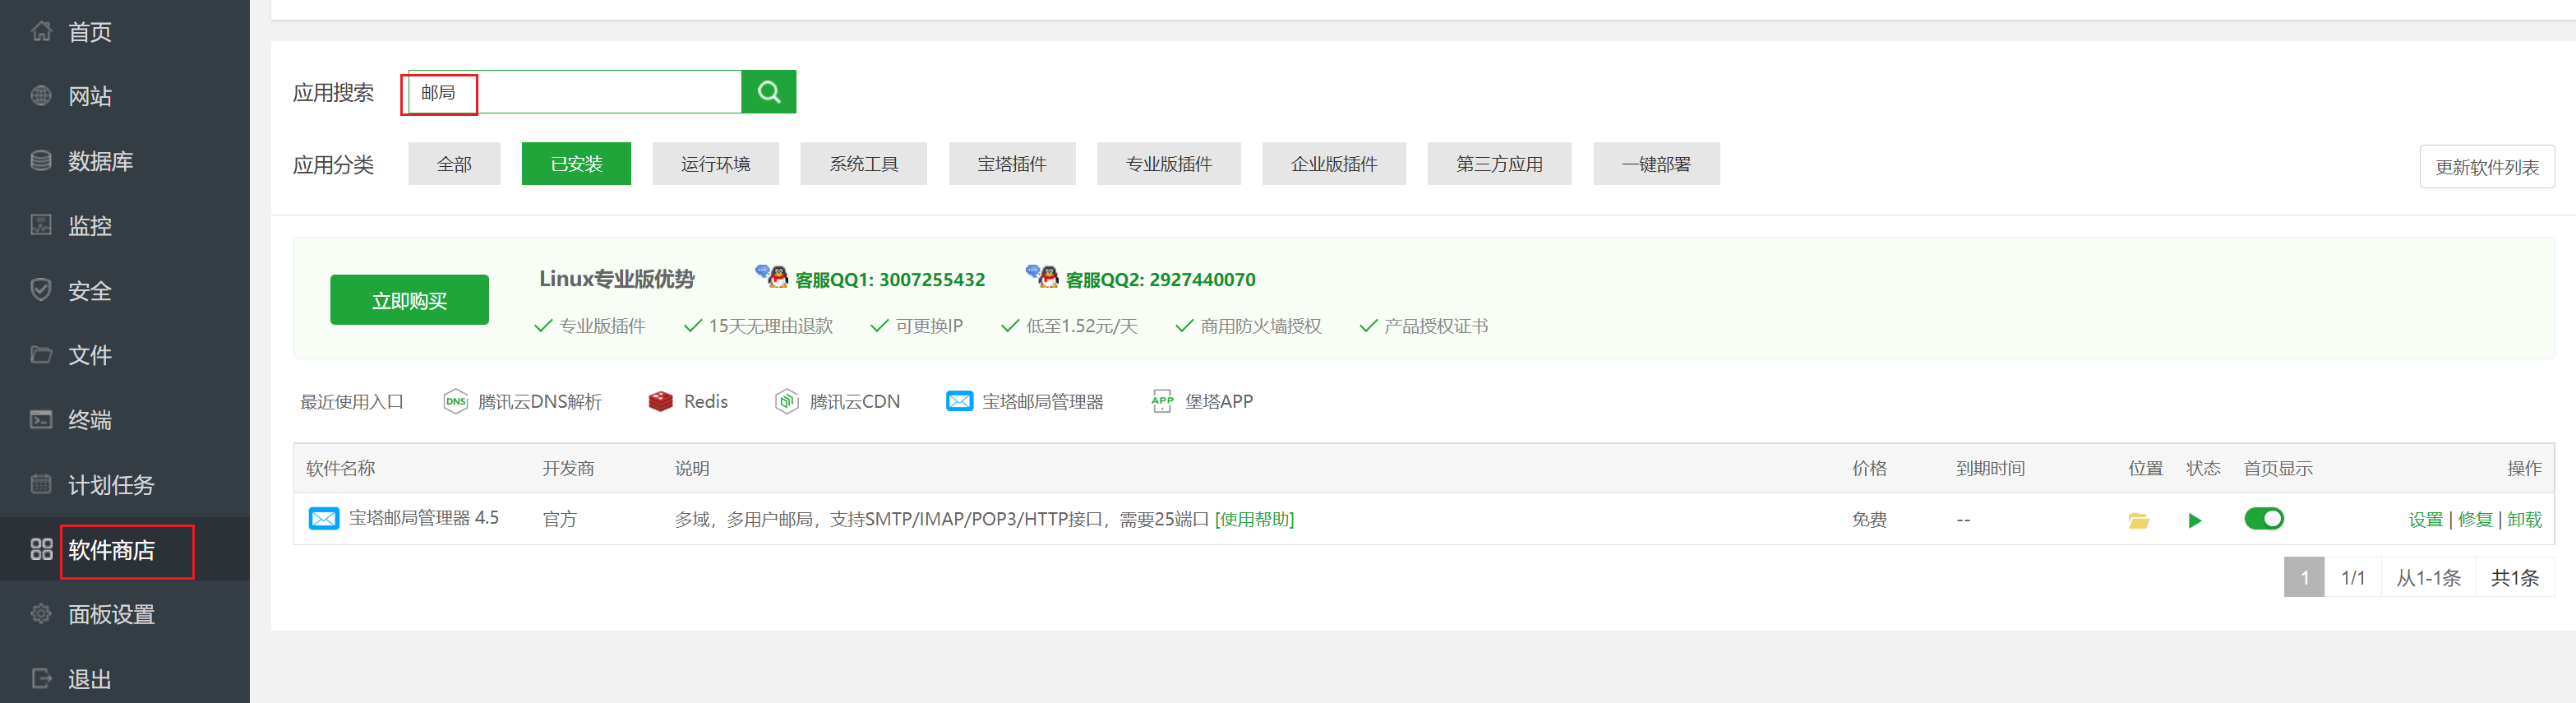 首页
网站
数据库
监控
安全
文件
终端
计划任务
软件商店
面板设置
退出
应用搜索 邮局
应用分类 全部 已安装 运行环境 系统工具 宝塔插件 专业版插件 企业版插件 第三方应用 一键部署 更新软件列表
立即购买 Linux专业版优势 客服QQ1: 3007255432 客服QQ2: 2927440070
专业版插件 15天无理由退款 可更换IP 低至1.52元/天 商用防火墙授权 产品授权证书
最近使用入口 DNS 腾讯云DNS解析 Redis 腾讯云CDN 宝塔邮局管理器 APP 堡塔APP
软件名称 开发商 说明 价格 到期时间 位置 状态 首页显示 操作
宝塔邮局管理器 4.5 官方 多域，多用户邮局，支持SMTP/IMAP/POP3/HTTP接口，需要25端口 [使用帮助] 免费 -- 设置 | 修复 | 卸载
1 1/1 从1-1条 共1条